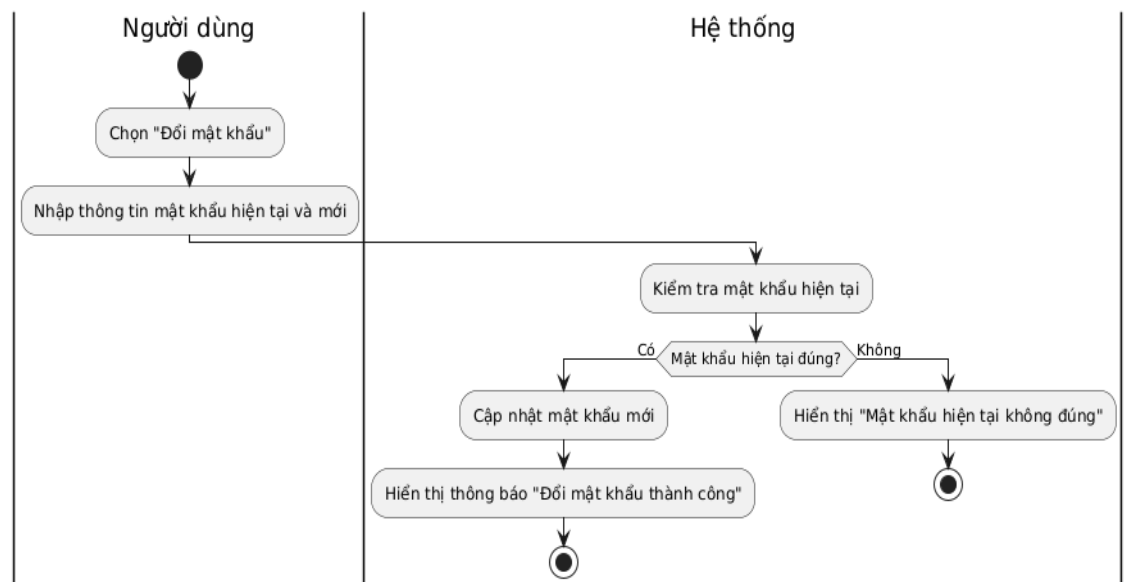 Người dùng
Hệ thống
Chọn "Đổi mật khẩu"
Nhập thông tin mật khẩu hiện tại và mới
Kiểm tra mật khẩu hiện tại
Có
Mật khẩu hiện tại đúng?
Không
Cập nhật mật khẩu mới
Hiển thị "Mật khẩu hiện tại không đúng"
Hiển thị thông báo "Đổi mật khẩu thành công"